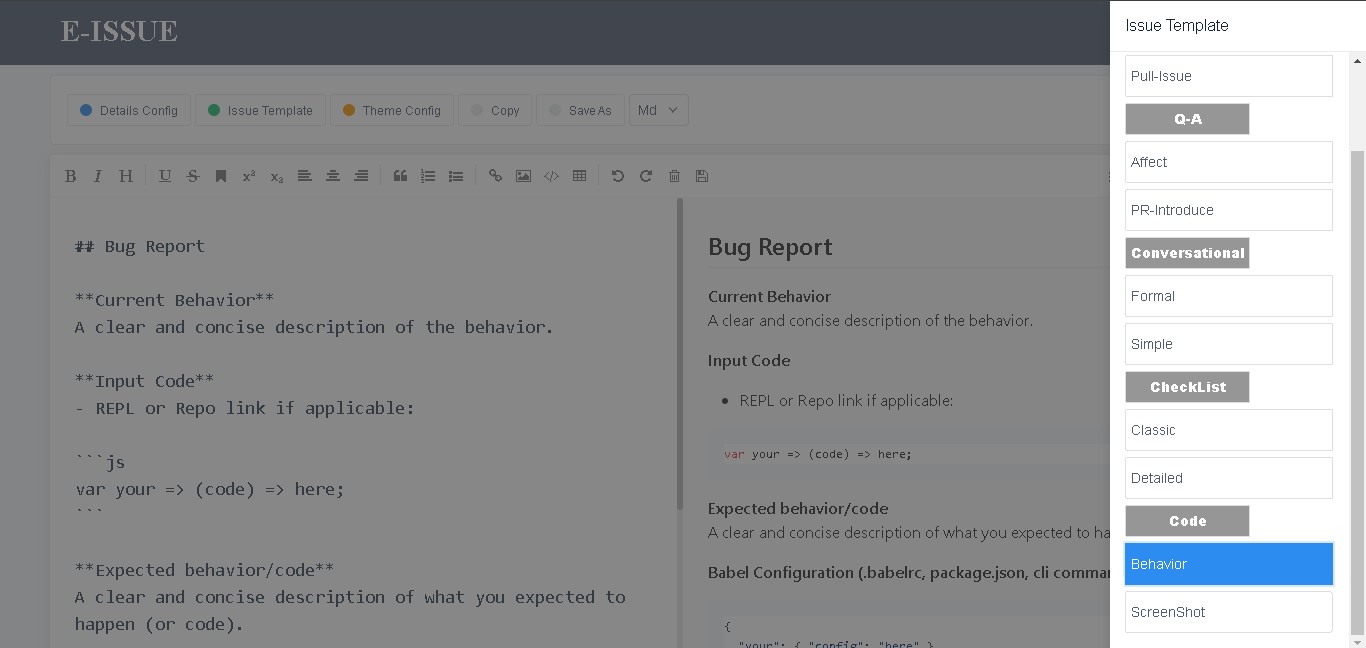 E-ISSUE
Details Config
Issue Template
Theme Config
Copy
Save As
Md
B I H U S x² x₂
## Bug Report
**Current Behavior**
A clear and concise description of the behavior.
**Input Code**
- REPL or Repo link if applicable:
```js
var your => (code) => here;
```
**Expected behavior/code**
A clear and concise description of what you expected to
happen (or code).
Bug Report
Current Behavior
A clear and concise description of the behavior.
Input Code
• REPL or Repo link if applicable:
var your => (code) => here;
Expected behavior/code
A clear and concise description of what you expected to ha
Babel Configuration (.babelrc, package.json, cli comma
{
"your": { "config": "here" }
Issue Template
Pull-Issue
Q-A
Affect
PR-Introduce
Conversational
Formal
Simple
CheckList
Classic
Detailed
Code
Behavior
ScreenShot